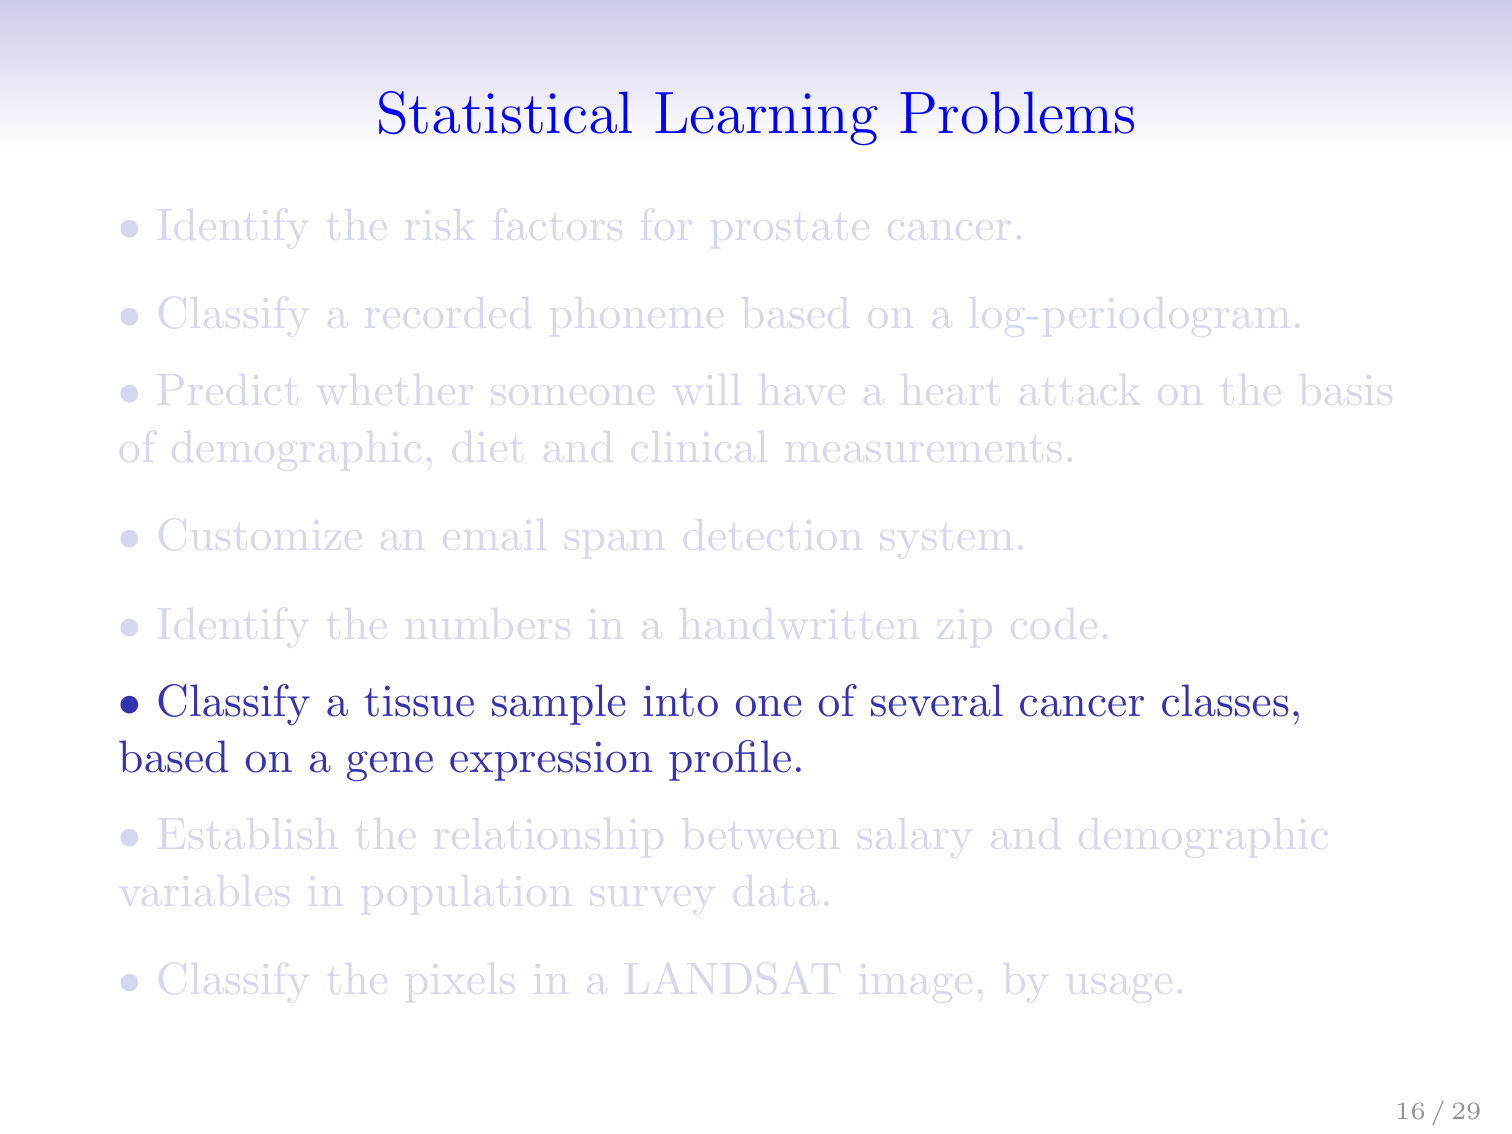 Statistical Learning Problems
• Identify the risk factors for prostate cancer.
• Classify a recorded phoneme based on a log-periodogram.
• Predict whether someone will have a heart attack on the basis
of demographic, diet and clinical measurements.
• Customize an email spam detection system.
• Identify the numbers in a handwritten zip code.
• Classify a tissue sample into one of several cancer classes,
based on a gene expression profile.
• Establish the relationship between salary and demographic
variables in population survey data.
• Classify the pixels in a LANDSAT image, by usage.
16 / 29